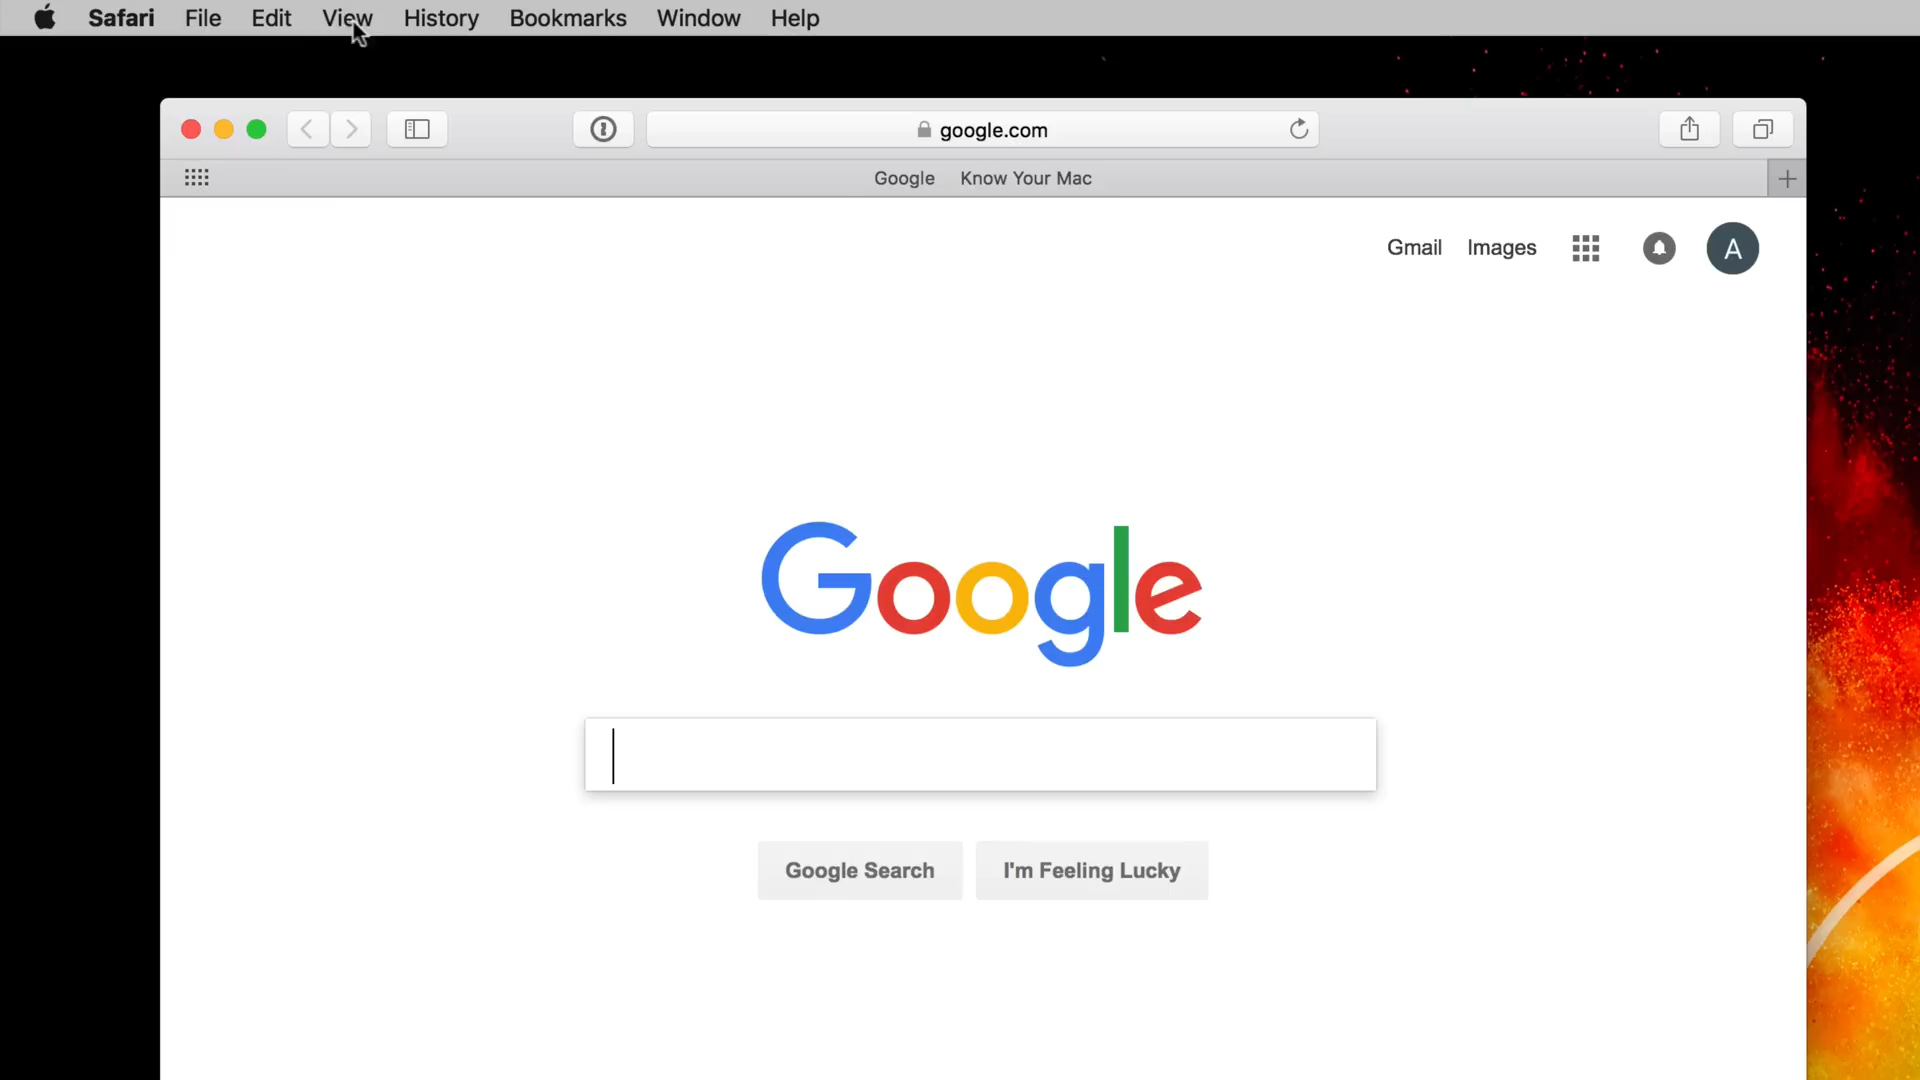 Safari File Edit View History Bookmarks Window Help
google.com
Google Know Your Mac
Gmail Images A
Google
Google Search I'm Feeling Lucky